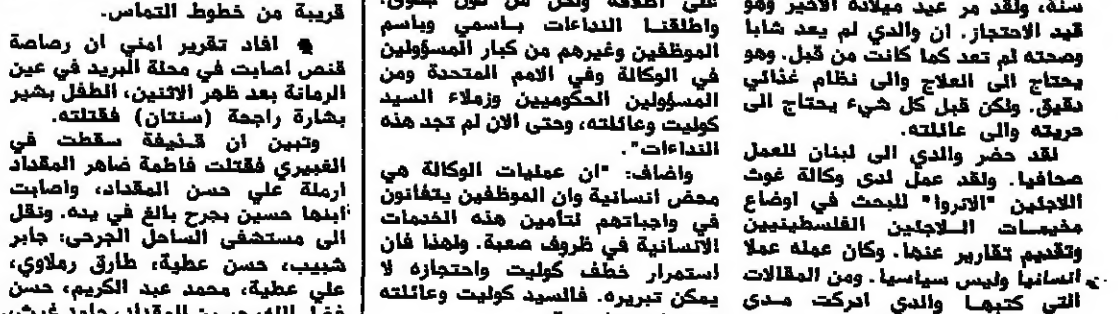 سنة، ولقد مر عيد ميلاده الاخير وهو
قيد الاحتجاز. ان والدي لم يعد شابا
وصحته لم تعد كما كانت من قبل. وهو
يحتاج الى العلاج والى نظام غذائي
دقيق. ولكن قبل كل شيء يحتاج الى
حريته والى عائلته.
لقد حضر والدي الى لبنان للعمل
صحافيا. ولقد عمل لدى وكالة غوث
اللاجئين "الانروا" للبحث في اوضاع
مخيمات اللاجئين الفلسطينيين
وتقديم تقارير عنها. وكان عمله عملا
انسانيا وليس سياسيا. ومن المقالات
التي كتبها والدي ادركت مدى
على اطلاقه ولكن من دون جدوى.
واطلقنا النداءات باسمي وباسم
الموظفين وغيرهم من كبار المسؤولين
في الوكالة وفي الامم المتحدة ومن
المسؤولين الحكوميين وزملاء السيد
كوليت وعائلته، وحتى الان لم تجد هذه
النداءات".
واضاف: "ان عمليات الوكالة هي
محض انسانية وان الموظفين يتفانون
في واجباتهم لتأمين هذه الخدمات
الانسانية في ظروف صعبة. ولهذا فان
استمرار خطف كوليت واحتجازه لا
يمكن تبريره. فالسيد كوليت وعائلته
قريبة من خطوط التماس.
● افاد تقرير امني ان رصاصة
قنص اصابت في محلة البريد في عين
الرمانة بعد ظهر الاثنين، الطفل بشير
بشارة راجحة (سنتان) فقتلته.
وتبين ان قذيفة سقطت في
الغبيري فقتلت فاطمة ضاهر المقداد
ارملة علي حسن المقداد، واصابت
ابنها حسين بجرح بالغ في يده. ونقل
الى مستشفى الساحل الجرحى: جابر
شبيب، حسن عطية، طارق رملاوي،
علي عطية، محمد عبد الكريم، حسن